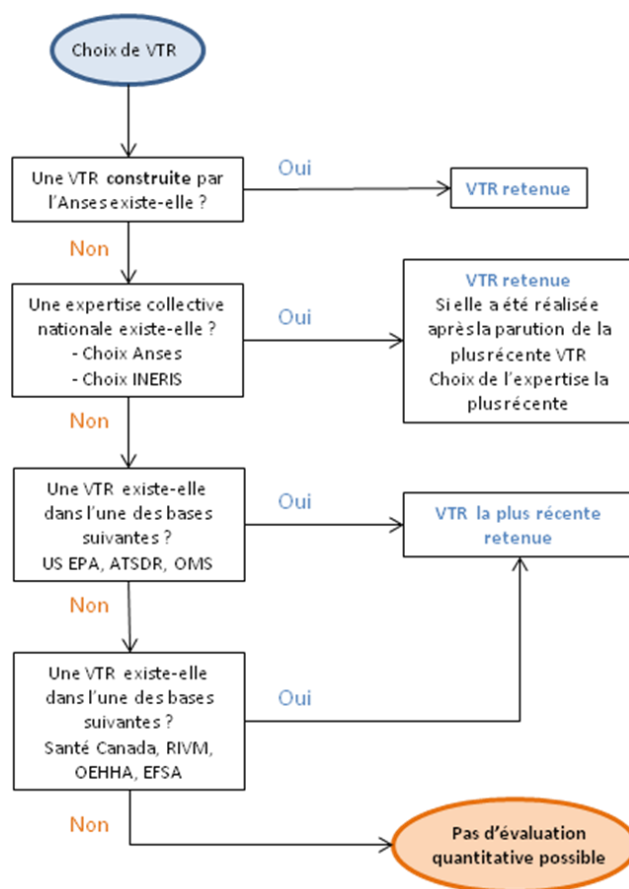 Choix de VTR
Une VTR construite par
l'Anses existe-elle ?
Oui
VTR retenue
Non
Une expertise collective
nationale existe-elle ?
- Choix Anses
- Choix INERIS
Oui
VTR retenue
Si elle a été réalisée
après la parution de la
plus récente VTR
Choix de l'expertise la
plus récente
Non
Une VTR existe-elle
dans l'une des bases
suivantes ?
US EPA, ATSDR, OMS
Oui
VTR la plus récente
retenue
Non
Une VTR existe-elle
dans l'une des bases
suivantes ?
Santé Canada, RIVM,
OEHHA, EFSA
Oui
Non
Pas d'évaluation
quantitative possible